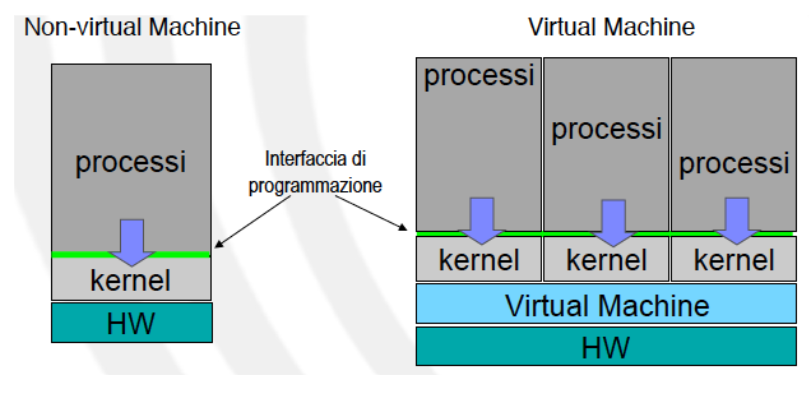 Non-virtual Machine
processi
kernel
HW
Interfaccia di
programmazione
Virtual Machine
processi
processi
processi
kernel
kernel
kernel
Virtual Machine
HW